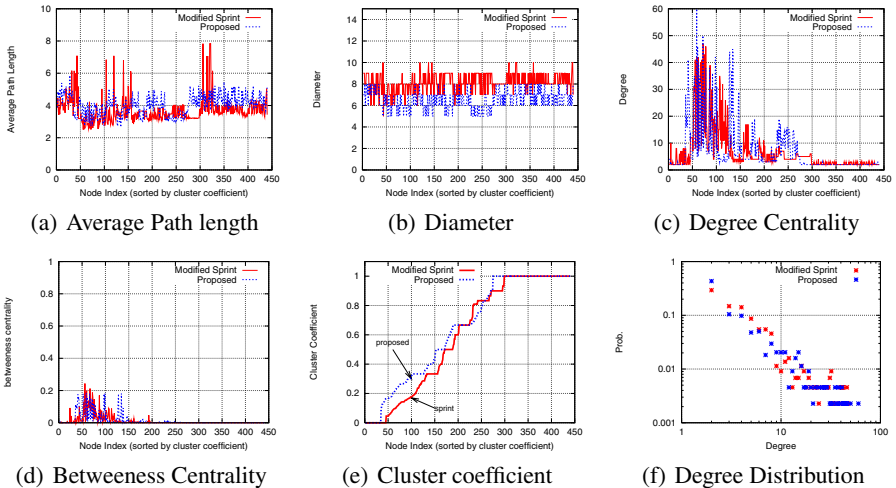 Modified Sprint
Proposed
Average Path Length
10
8
6
4
2
0
0 50 100 150 200 250 300 350 400 450
Node Index (sorted by cluster coefficient)
(a) Average Path length
Modified Sprint
Proposed
Diameter
14
12
10
8
6
4
2
0
0 50 100 150 200 250 300 350 400 450
Node Index (sorted by cluster coefficient)
(b) Diameter
Modified Sprint
Proposed
Degree
60
50
40
30
20
10
0
0 50 100 150 200 250 300 350 400 450
Node Index (sorted by cluster coefficient)
(c) Degree Centrality
Modified Sprint
Proposed
betweeness centrality
1
0.8
0.6
0.4
0.2
0
0 50 100 150 200 250 300 350 400 450
Node Index (sorted by cluster coefficient)
(d) Betweeness Centrality
Modified Sprint
Proposed
Cluster Coefficient
1
0.8
0.6
0.4
0.2
0
proposed
sprint
0 50 100 150 200 250 300 350 400 450
Node Index (sorted by cluster coefficient)
(e) Cluster coefficient
Modified Sprint
Proposed
Prob.
1
0.1
0.01
0.001
1 10 100
Degree
(f) Degree Distribution